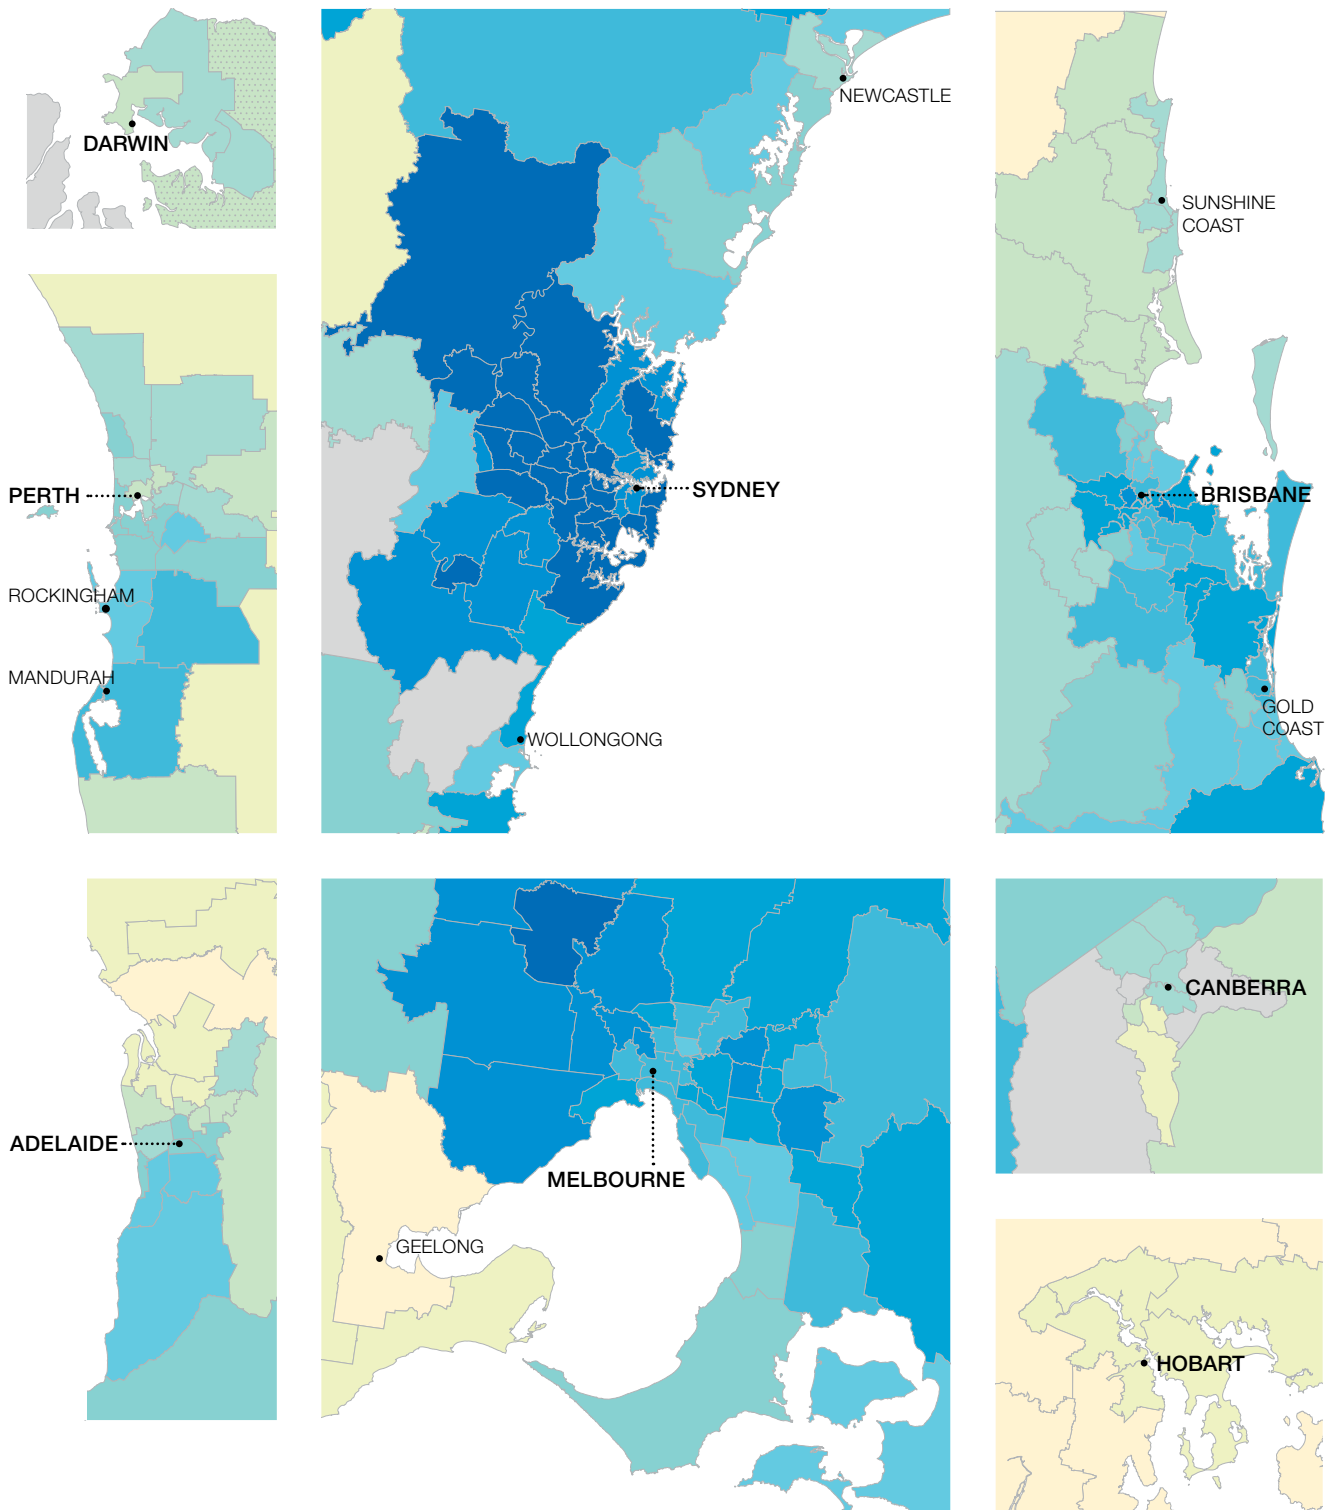 NEWCASTLE
DARWIN
SUNSHINE
COAST
PERTH
SYDNEY
BRISBANE
ROCKINGHAM
MANDURAH
GOLD
COAST
WOLLONGONG
CANBERRA
ADELAIDE
MELBOURNE
GEELONG
HOBART